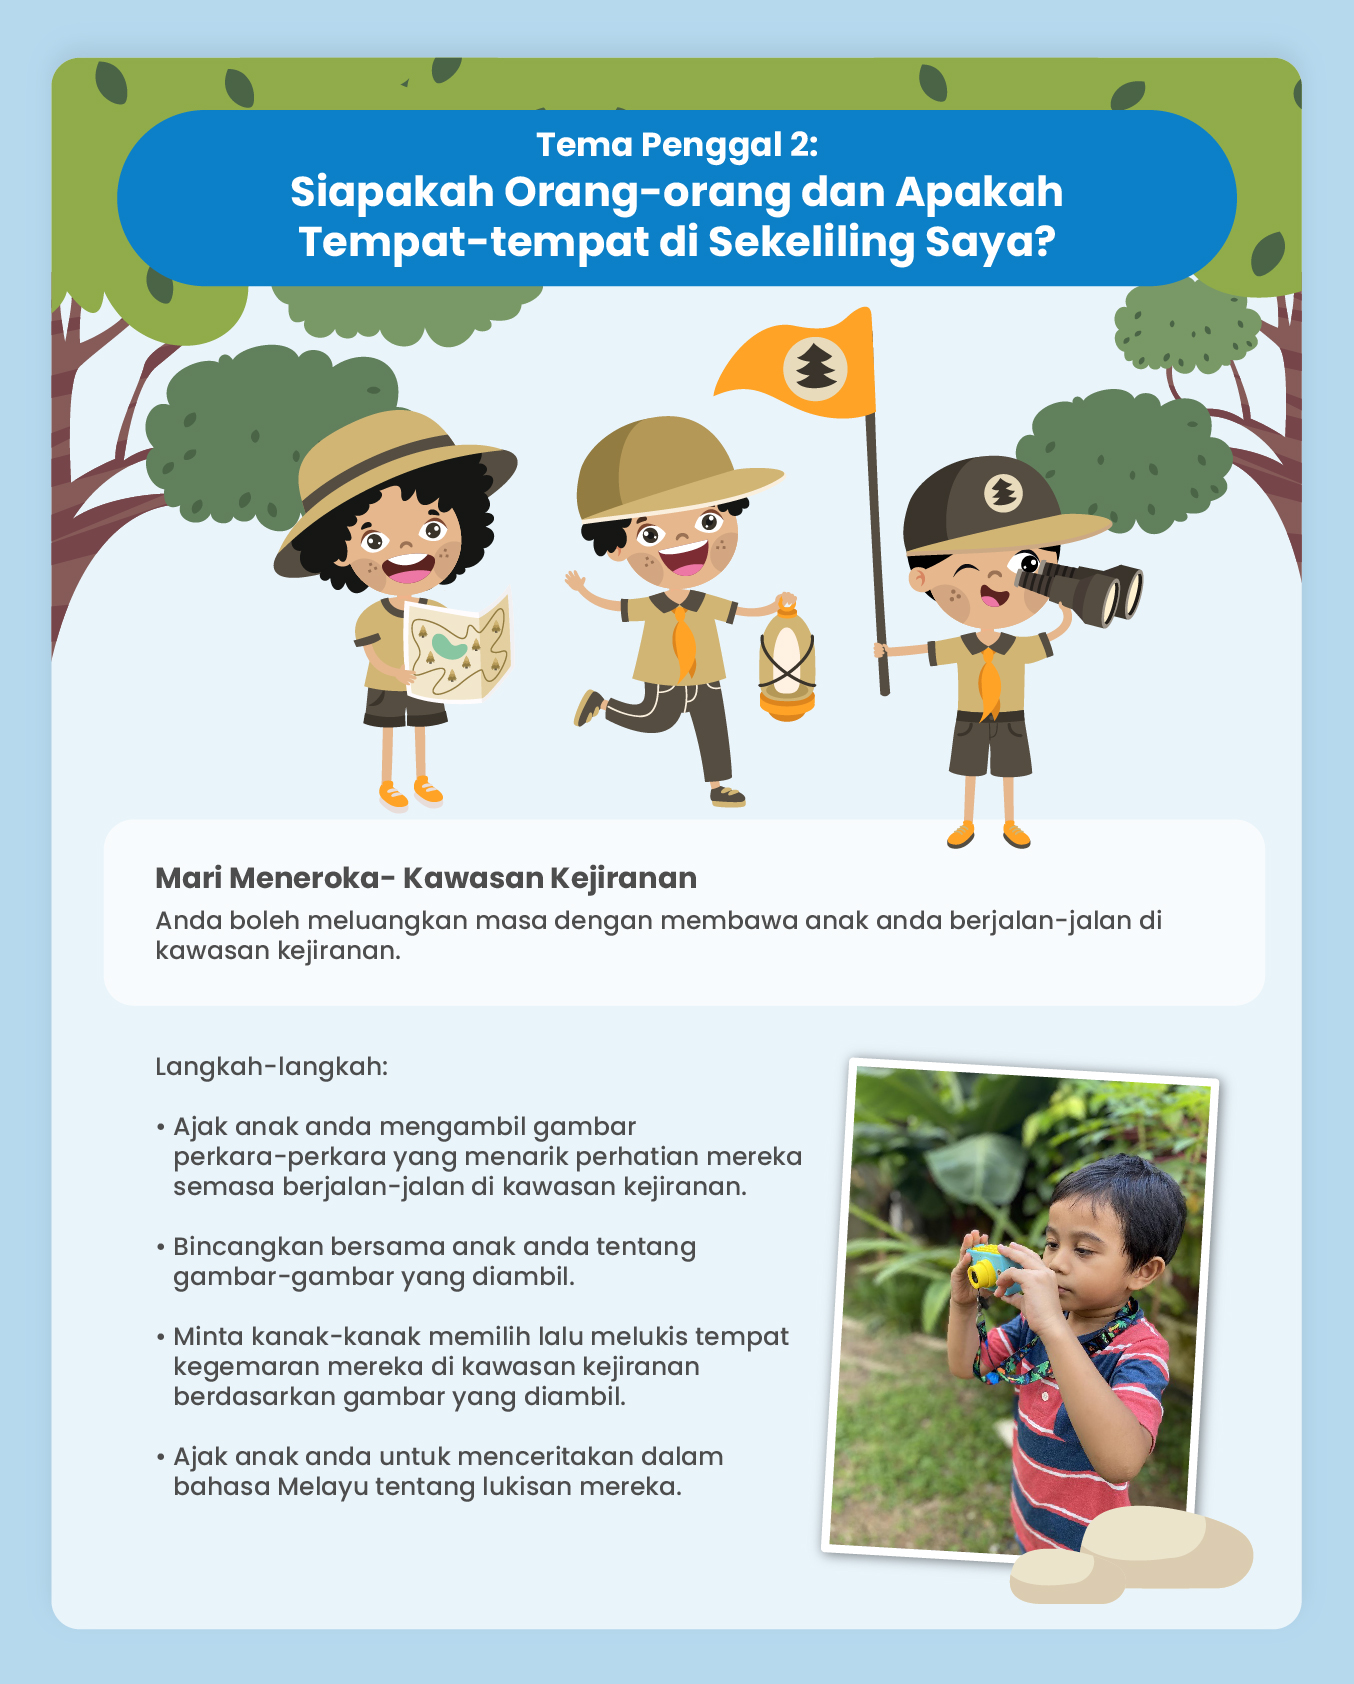 Tema Penggal 2:
Siapakah Orang-orang dan Apakah
Tempat-tempat di Sekeliling Saya?
Mari Meneroka- Kawasan Kejiranan
Anda boleh meluangkan masa dengan membawa anak anda berjalan-jalan di
kawasan kejiranan.
Langkah-langkah:
• Ajak anak anda mengambil gambar
perkara-perkara yang menarik perhatian mereka
semasa berjalan-jalan di kawasan kejiranan.
• Bincangkan bersama anak anda tentang
gambar-gambar yang diambil.
• Minta kanak-kanak memilih lalu melukis tempat
kegemaran mereka di kawasan kejiranan
berdasarkan gambar yang diambil.
• Ajak anak anda untuk menceritakan dalam
bahasa Melayu tentang lukisan mereka.